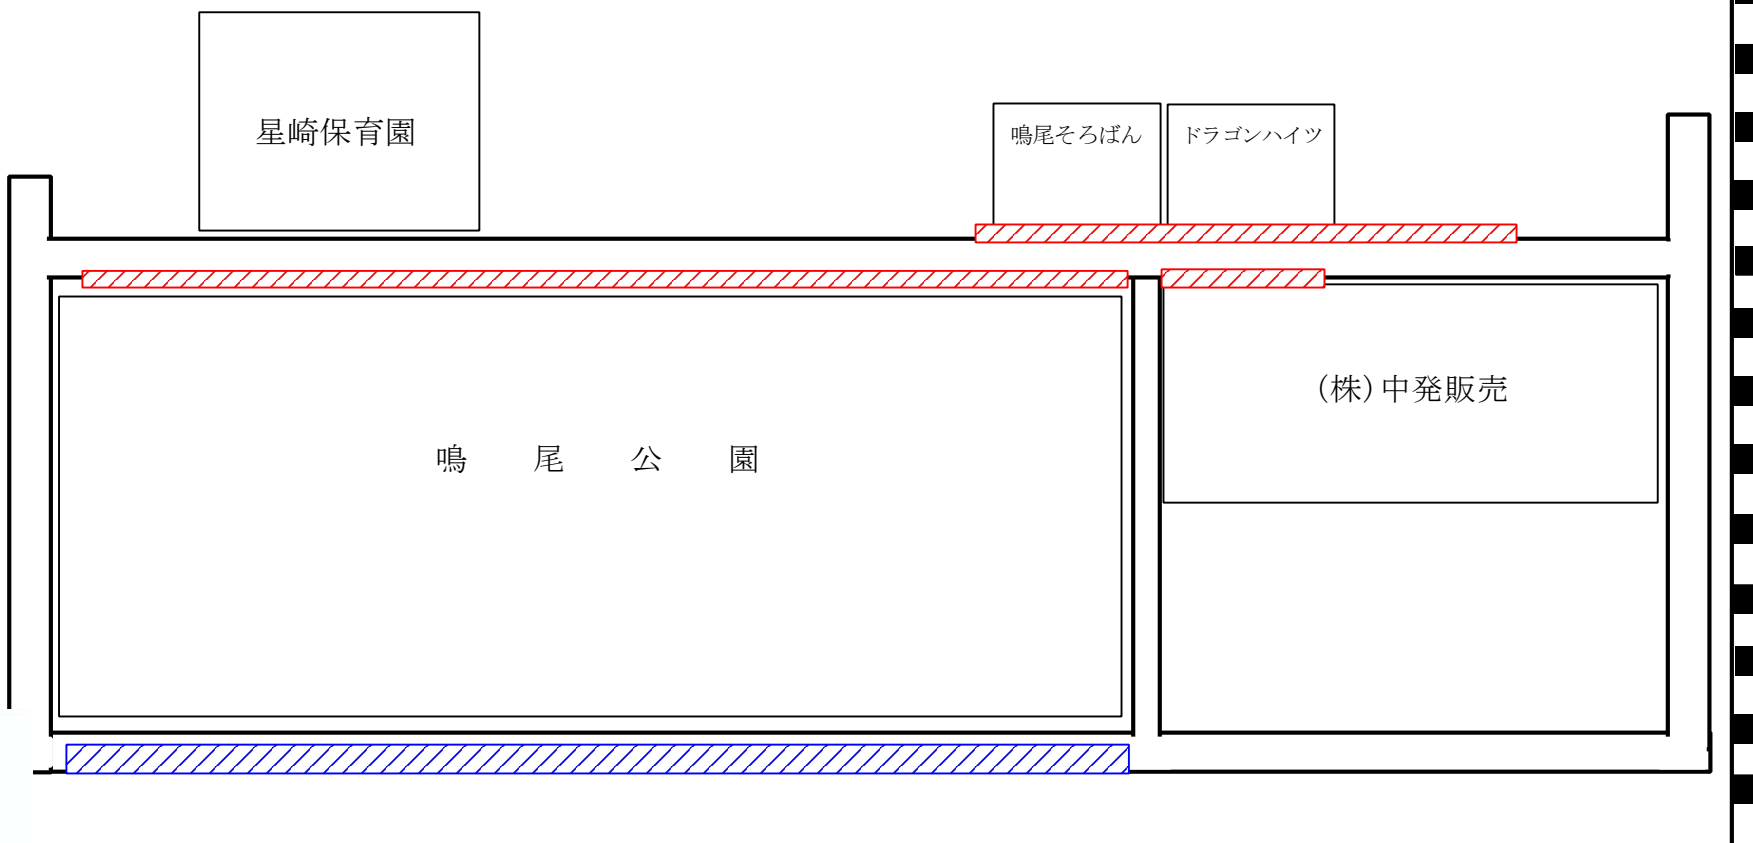 星崎保育園
鳴尾そろばん
ドラゴンハイツ
(株)中発販売
鳴尾公園